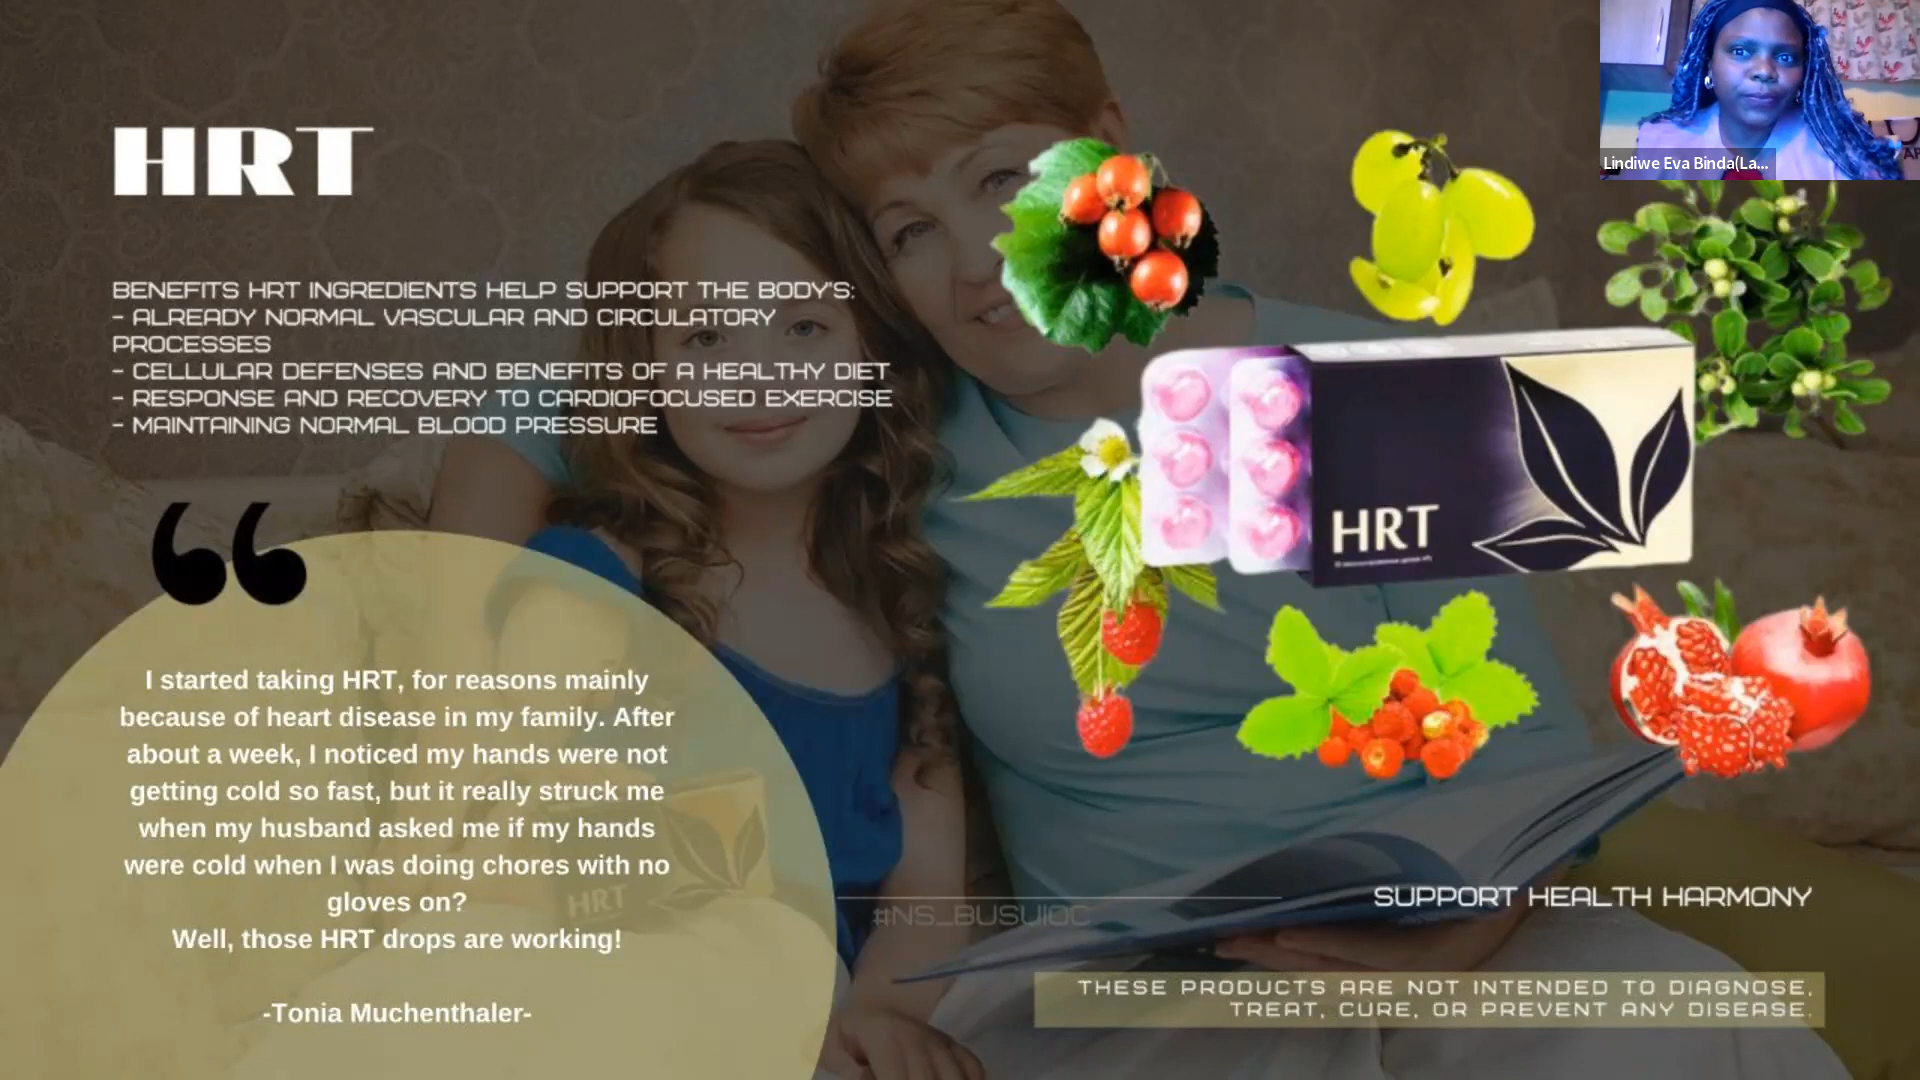 Lindiwe Eva Binda(La...
HRT
BENEFITS HRT INGREDIENTS HELP SUPPORT THE BODY'S:
- ALREADY NORMAL VASCULAR AND CIRCULATORY
PROCESSES
- CELLULAR DEFENSES AND BENEFITS OF A HEALTHY DIET
- RESPONSE AND RECOVERY TO CARDIOFOCUSED EXERCISE
- MAINTAINING NORMAL BLOOD PRESSURE
HRT
“
I started taking HRT, for reasons mainly
because of heart disease in my family. After
about a week, I noticed my hands were not
getting cold so fast, but it really struck me
when my husband asked me if my hands
were cold when I was doing chores with no
gloves on?
Well, those HRT drops are working!
-Tonia Muchenthaler-
HRT
SUPPORT HEALTH HARMONY
#NS_BUSUIOC
THESE PRODUCTS ARE NOT INTENDED TO DIAGNOSE,
TREAT, CURE, OR PREVENT ANY DISEASE.